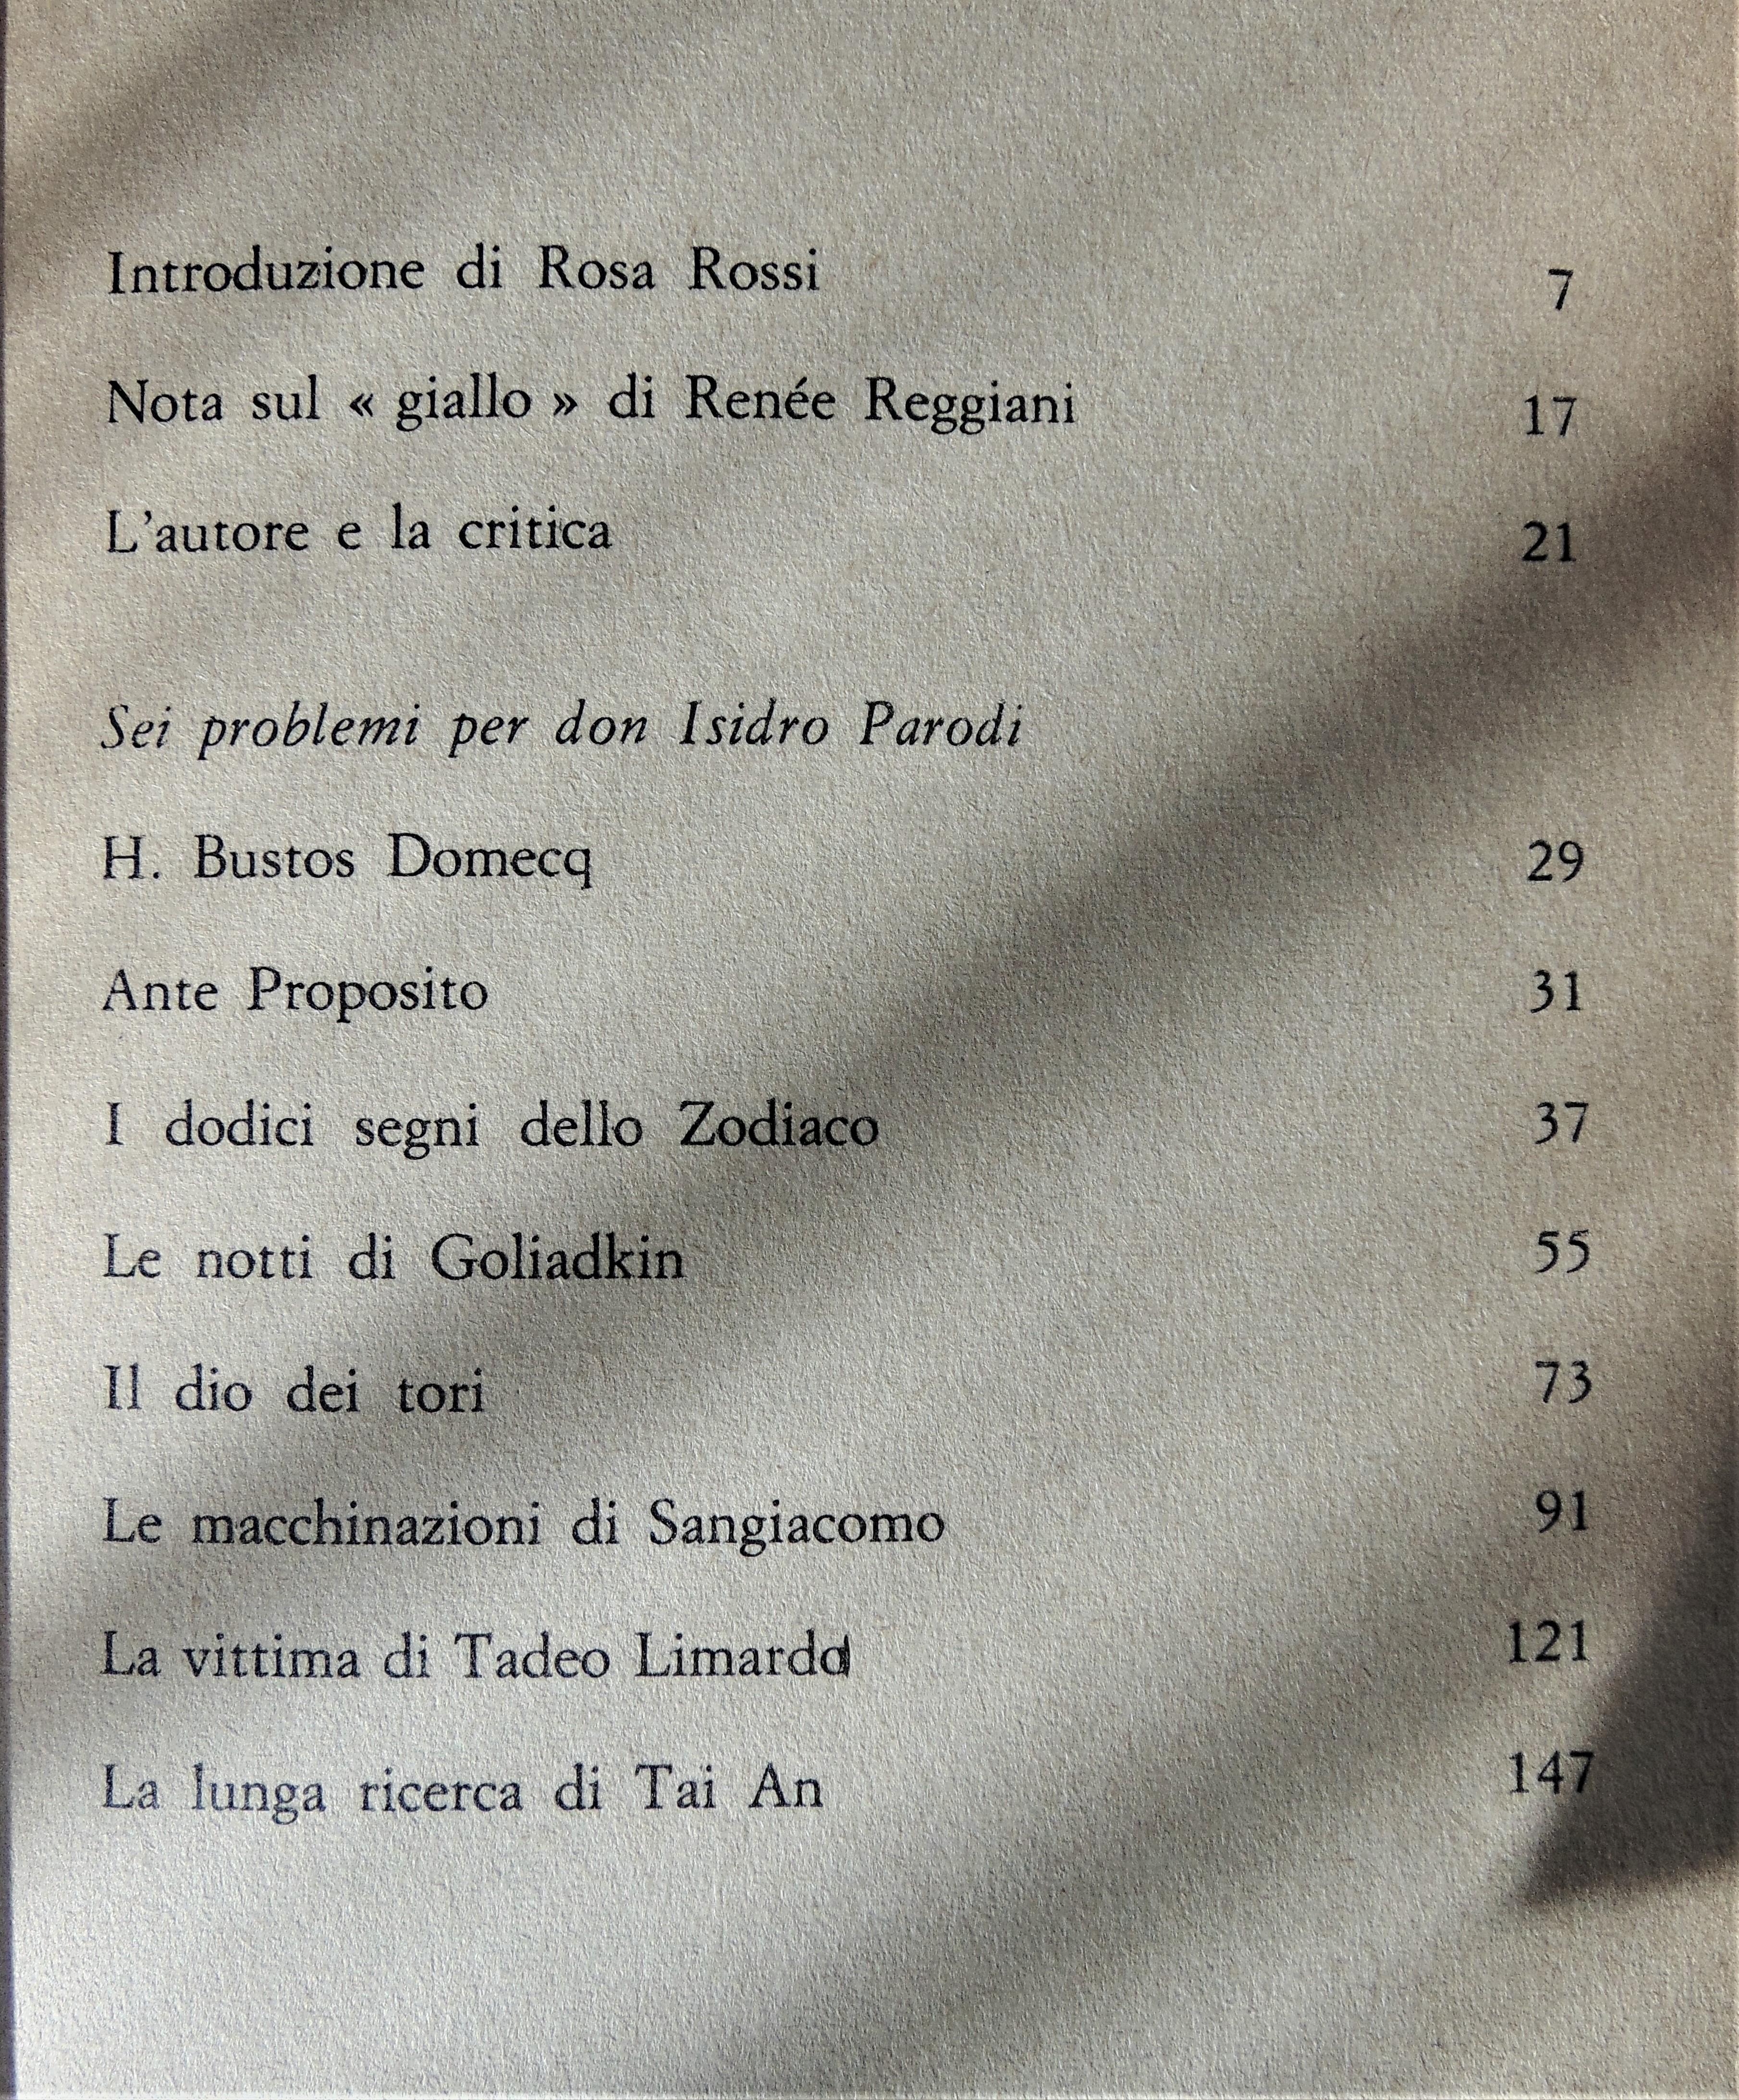 Introduzione di Rosa Rossi 7
Nota sul « giallo » di Renée Reggiani 17
L'autore e la critica 21
Sei problemi per don Isidro Parodi
H. Bustos Domecq 29
Ante Proposito 31
I dodici segni dello Zodiaco 37
Le notti di Goliadkin 55
Il dio dei tori 73
Le macchinazioni di Sangiacomo 91
La vittima di Tadeo Limardo 121
La lunga ricerca di Tai An 147